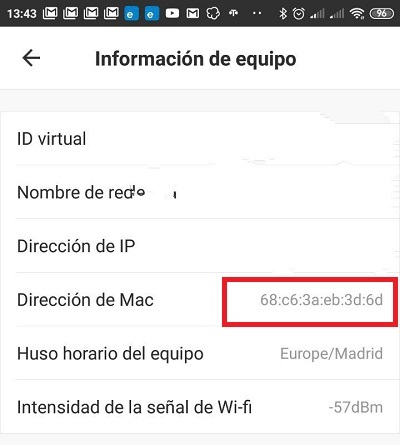 13:43
96
Información de equipo
ID virtual
Nombre de rede
Dirección de IP
Dirección de Mac 68:c6:3a:eb:3d:6d
Huso horario del equipo Europe/Madrid
Intensidad de la señal de Wi-fi -57dBm